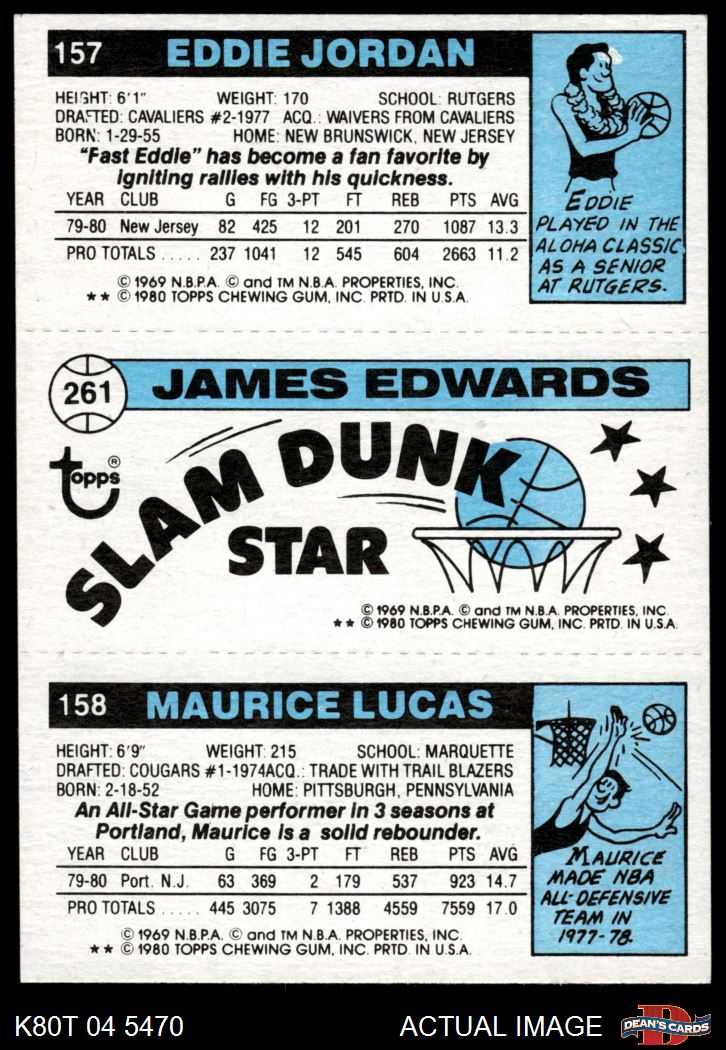 157 EDDIE JORDAN
HEIGHT: 6'1" WEIGHT: 170 SCHOOL: RUTGERS
DRAFTED: CAVALIERS #2-1977 ACQ.: WAIVERS FROM CAVALIERS
BORN: 1-29-55 HOME: NEW BRUNSWICK, NEW JERSEY
"Fast Eddie" has become a fan favorite by
igniting rallies with his quickness.
YEAR CLUB G FG 3-PT FT REB PTS AVG
79-80 New Jersey 82 425 12 201 270 1087 13.3
PRO TOTALS ..... 237 1041 12 545 604 2663 11.2
© 1969 N.B.P.A. © and TM N.B.A. PROPERTIES, INC.
★★ © 1980 TOPPS CHEWING GUM, INC. PRTD. IN U.S.A.
EDDIE
PLAYED IN THE
ALOHA CLASSIC
AS A SENIOR
AT RUTGERS.
261 JAMES EDWARDS
Topps®
SLAM DUNK
STAR
© 1969 N.B.P.A. © and TM N.B.A. PROPERTIES, INC.
★★ © 1980 TOPPS CHEWING GUM, INC. PRTD. IN U.S.A.
158 MAURICE LUCAS
HEIGHT: 6'9" WEIGHT: 215 SCHOOL: MARQUETTE
DRAFTED: COUGARS #1-1974 ACQ.: TRADE WITH TRAIL BLAZERS
BORN: 2-18-52 HOME: PITTSBURGH, PENNSYLVANIA
An All-Star Game performer in 3 seasons at
Portland, Maurice is a solid rebounder.
YEAR CLUB G FG 3-PT FT REB PTS AVG
79-80 Port. N.J. 63 369 2 179 537 923 14.7
PRO TOTALS ..... 445 3075 7 1388 4559 7559 17.0
© 1969 N.B.P.A. © and TM N.B.A. PROPERTIES, INC.
★★ © 1980 TOPPS CHEWING GUM, INC. PRTD. IN U.S.A.
MAURICE
MADE NBA
ALL-DEFENSIVE
TEAM IN
1977-78.
K80T 04 5470 ACTUAL IMAGE D DEAN'S CARDS